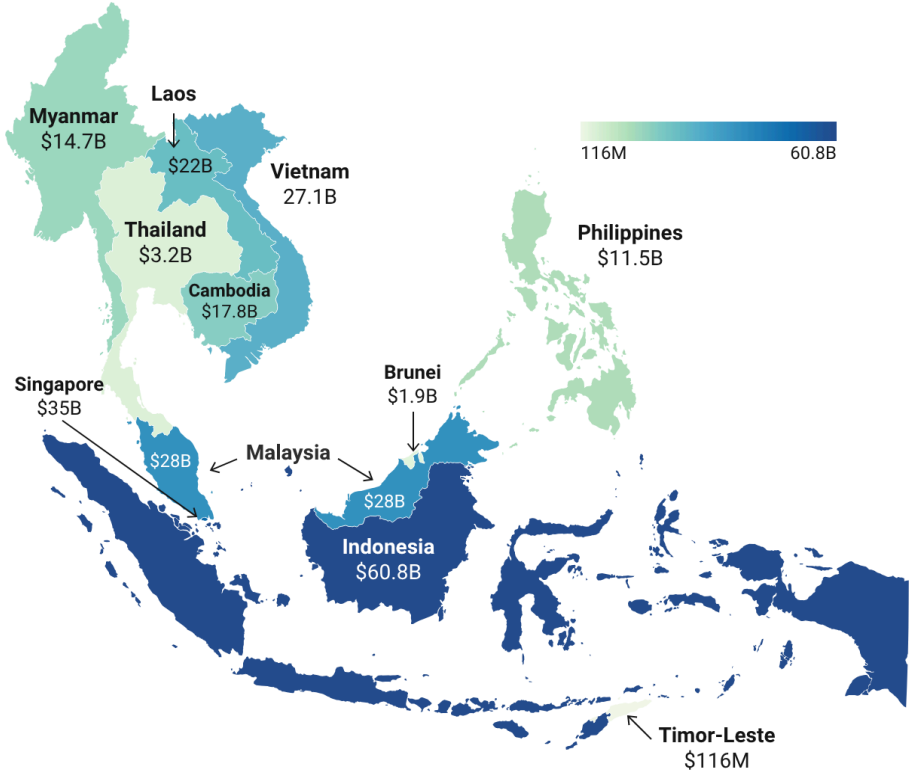 Laos
Myanmar
$14.7B
$22B
Vietnam
27.1B
116M
60.8B
Thailand
$3.2B
Philippines
$11.5B
Cambodia
$17.8B
Brunei
$1.9B
Singapore
$35B
Malaysia
$28B
$28B
Indonesia
$60.8B
Timor-Leste
$116M